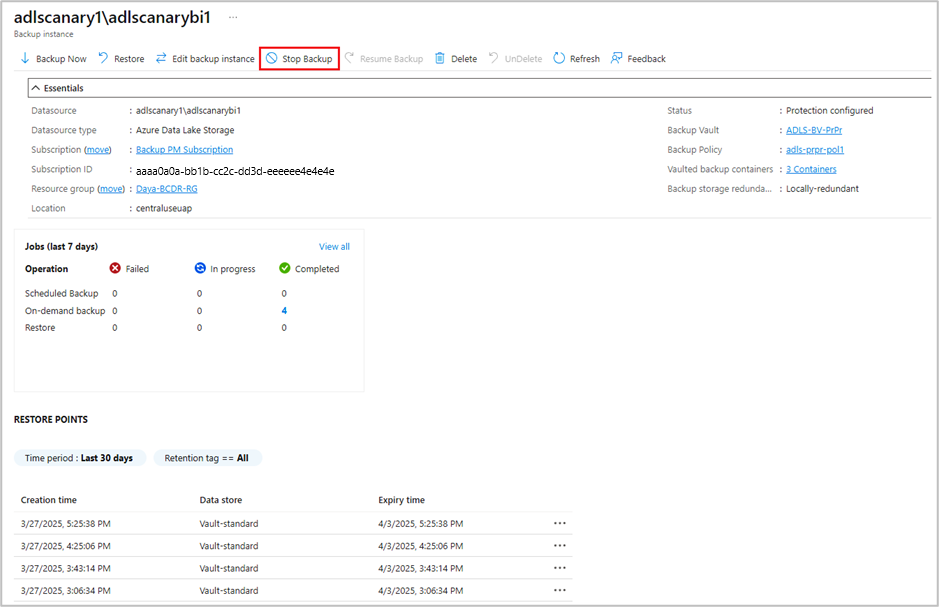 adlscanary1\adlscanarybi1 ...
Backup instance
Backup Now Restore Edit backup instance Stop Backup Resume Backup Delete UnDelete Refresh Feedback
Essentials
Datasource : adlscanary1\adlscanarybi1 Status : Protection configured
Datasource type : Azure Data Lake Storage Backup Vault : ADLS-BV-PrPr
Subscription (move) : Backup PM Subscription Backup Policy : adls-prpr-pol1
Subscription ID : aaaa0a0a-bb1b-cc2c-dd3d-eeeeee4e4e4e Vaulted backup containers : 3 Containers
Resource group (move) : Daya-BCDR-RG Backup storage redunda... : Locally-redundant
Location : centraluseuap
Jobs (last 7 days) View all
Operation Failed In progress Completed
Scheduled Backup 0 0 0
On-demand backup 0 0 4
Restore 0 0 0
RESTORE POINTS
Time period : Last 30 days Retention tag == All
Creation time Data store Expiry time
3/27/2025, 5:25:38 PM Vault-standard 4/3/2025, 5:25:38 PM ...
3/27/2025, 4:25:06 PM Vault-standard 4/3/2025, 4:25:06 PM ...
3/27/2025, 3:43:14 PM Vault-standard 4/3/2025, 3:43:14 PM ...
3/27/2025, 3:06:34 PM Vault-standard 4/3/2025, 3:06:34 PM ...